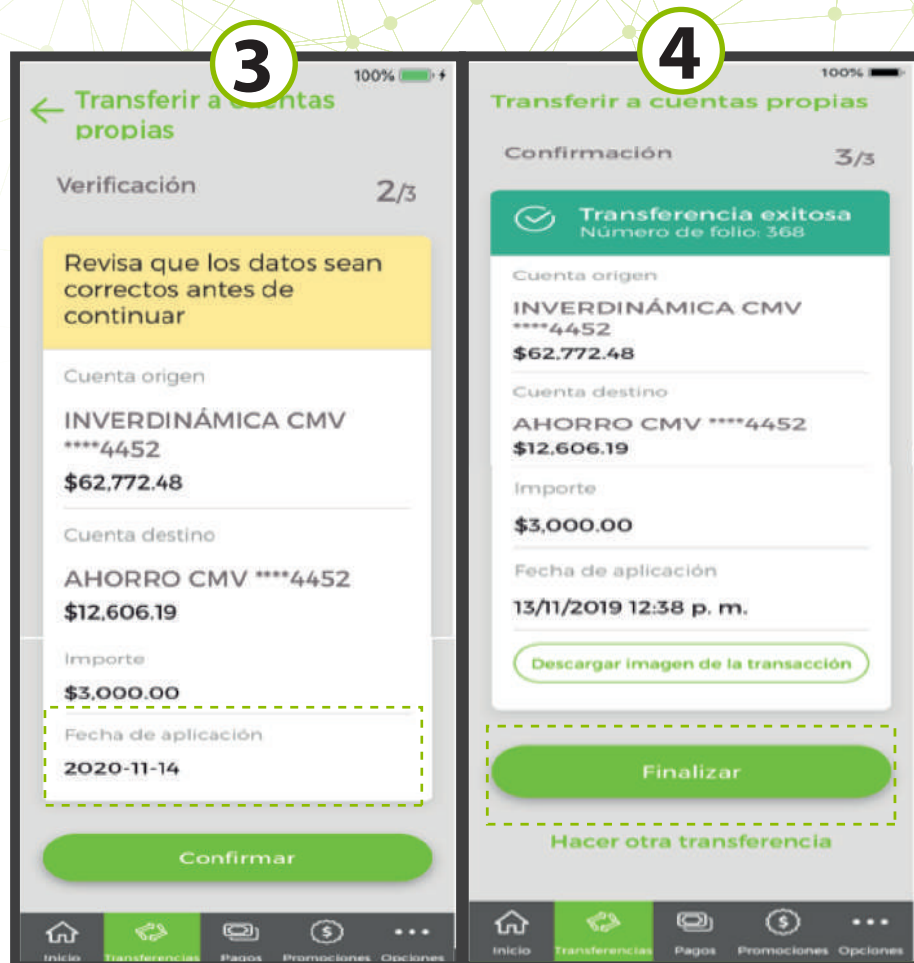 3
100%
Transferir a cuentas
propias
Verificación
2/3
Revisa que los datos sean
correctos antes de
continuar
Cuenta origen
INVERDINÁMICA CMV
****4452
$62,772.48
Cuenta destino
AHORRO CMV ****4452
$12,606.19
Importe
$3,000.00
Fecha de aplicación
2020-11-14
Confirmar
Inicio Transferencias Pagos Promociones Opciones
4
100%
Transferir a cuentas propias
Confirmación
3/3
Transferencia exitosa
Número de folio: 368
Cuenta origen
INVERDINÁMICA CMV
****4452
$62,772.48
Cuenta destino
AHORRO CMV ****4452
$12,606.19
Importe
$3,000.00
Fecha de aplicación
13/11/2019 12:38 p. m.
Descargar imagen de la transacción
Finalizar
Hacer otra transferencia
Inicio Transferencias Pagos Promociones Opciones